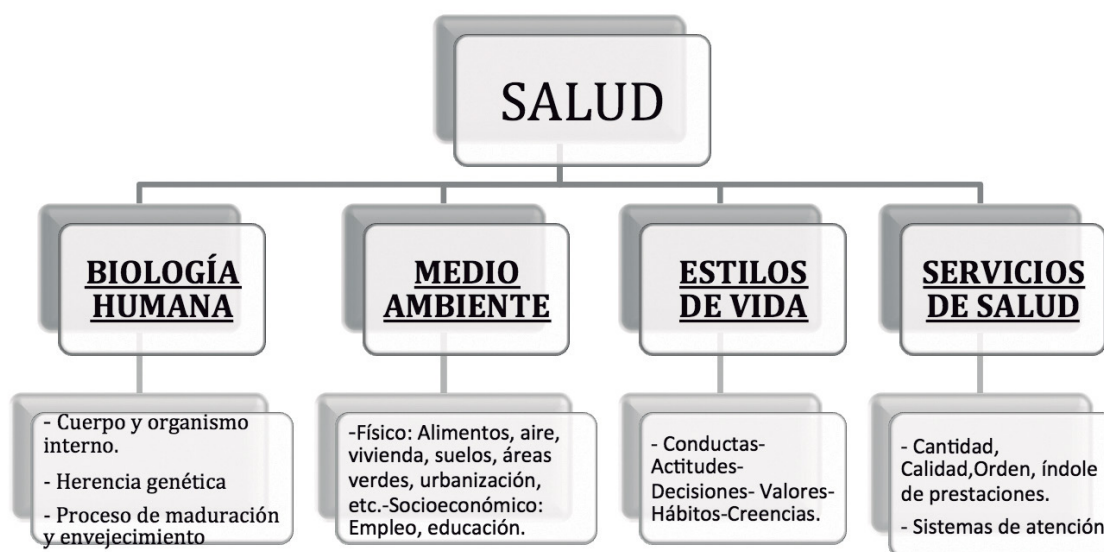 SALUD
BIOLOGÍA
HUMANA
MEDIO
AMBIENTE
ESTILOS
DE VIDA
SERVICIOS
DE SALUD
- Cuerpo y organismo
interno.
- Herencia genética
- Proceso de maduración
y envejecimiento
-Físico: Alimentos, aire,
vivienda, suelos, áreas
verdes, urbanización,
etc.-Socioeconómico:
Empleo, educación.
- Conductas-
Actitudes-
Decisiones- Valores-
Hábitos-Creencias.
- Cantidad,
Calidad,Orden, índole
de prestaciones.
- Sistemas de atención